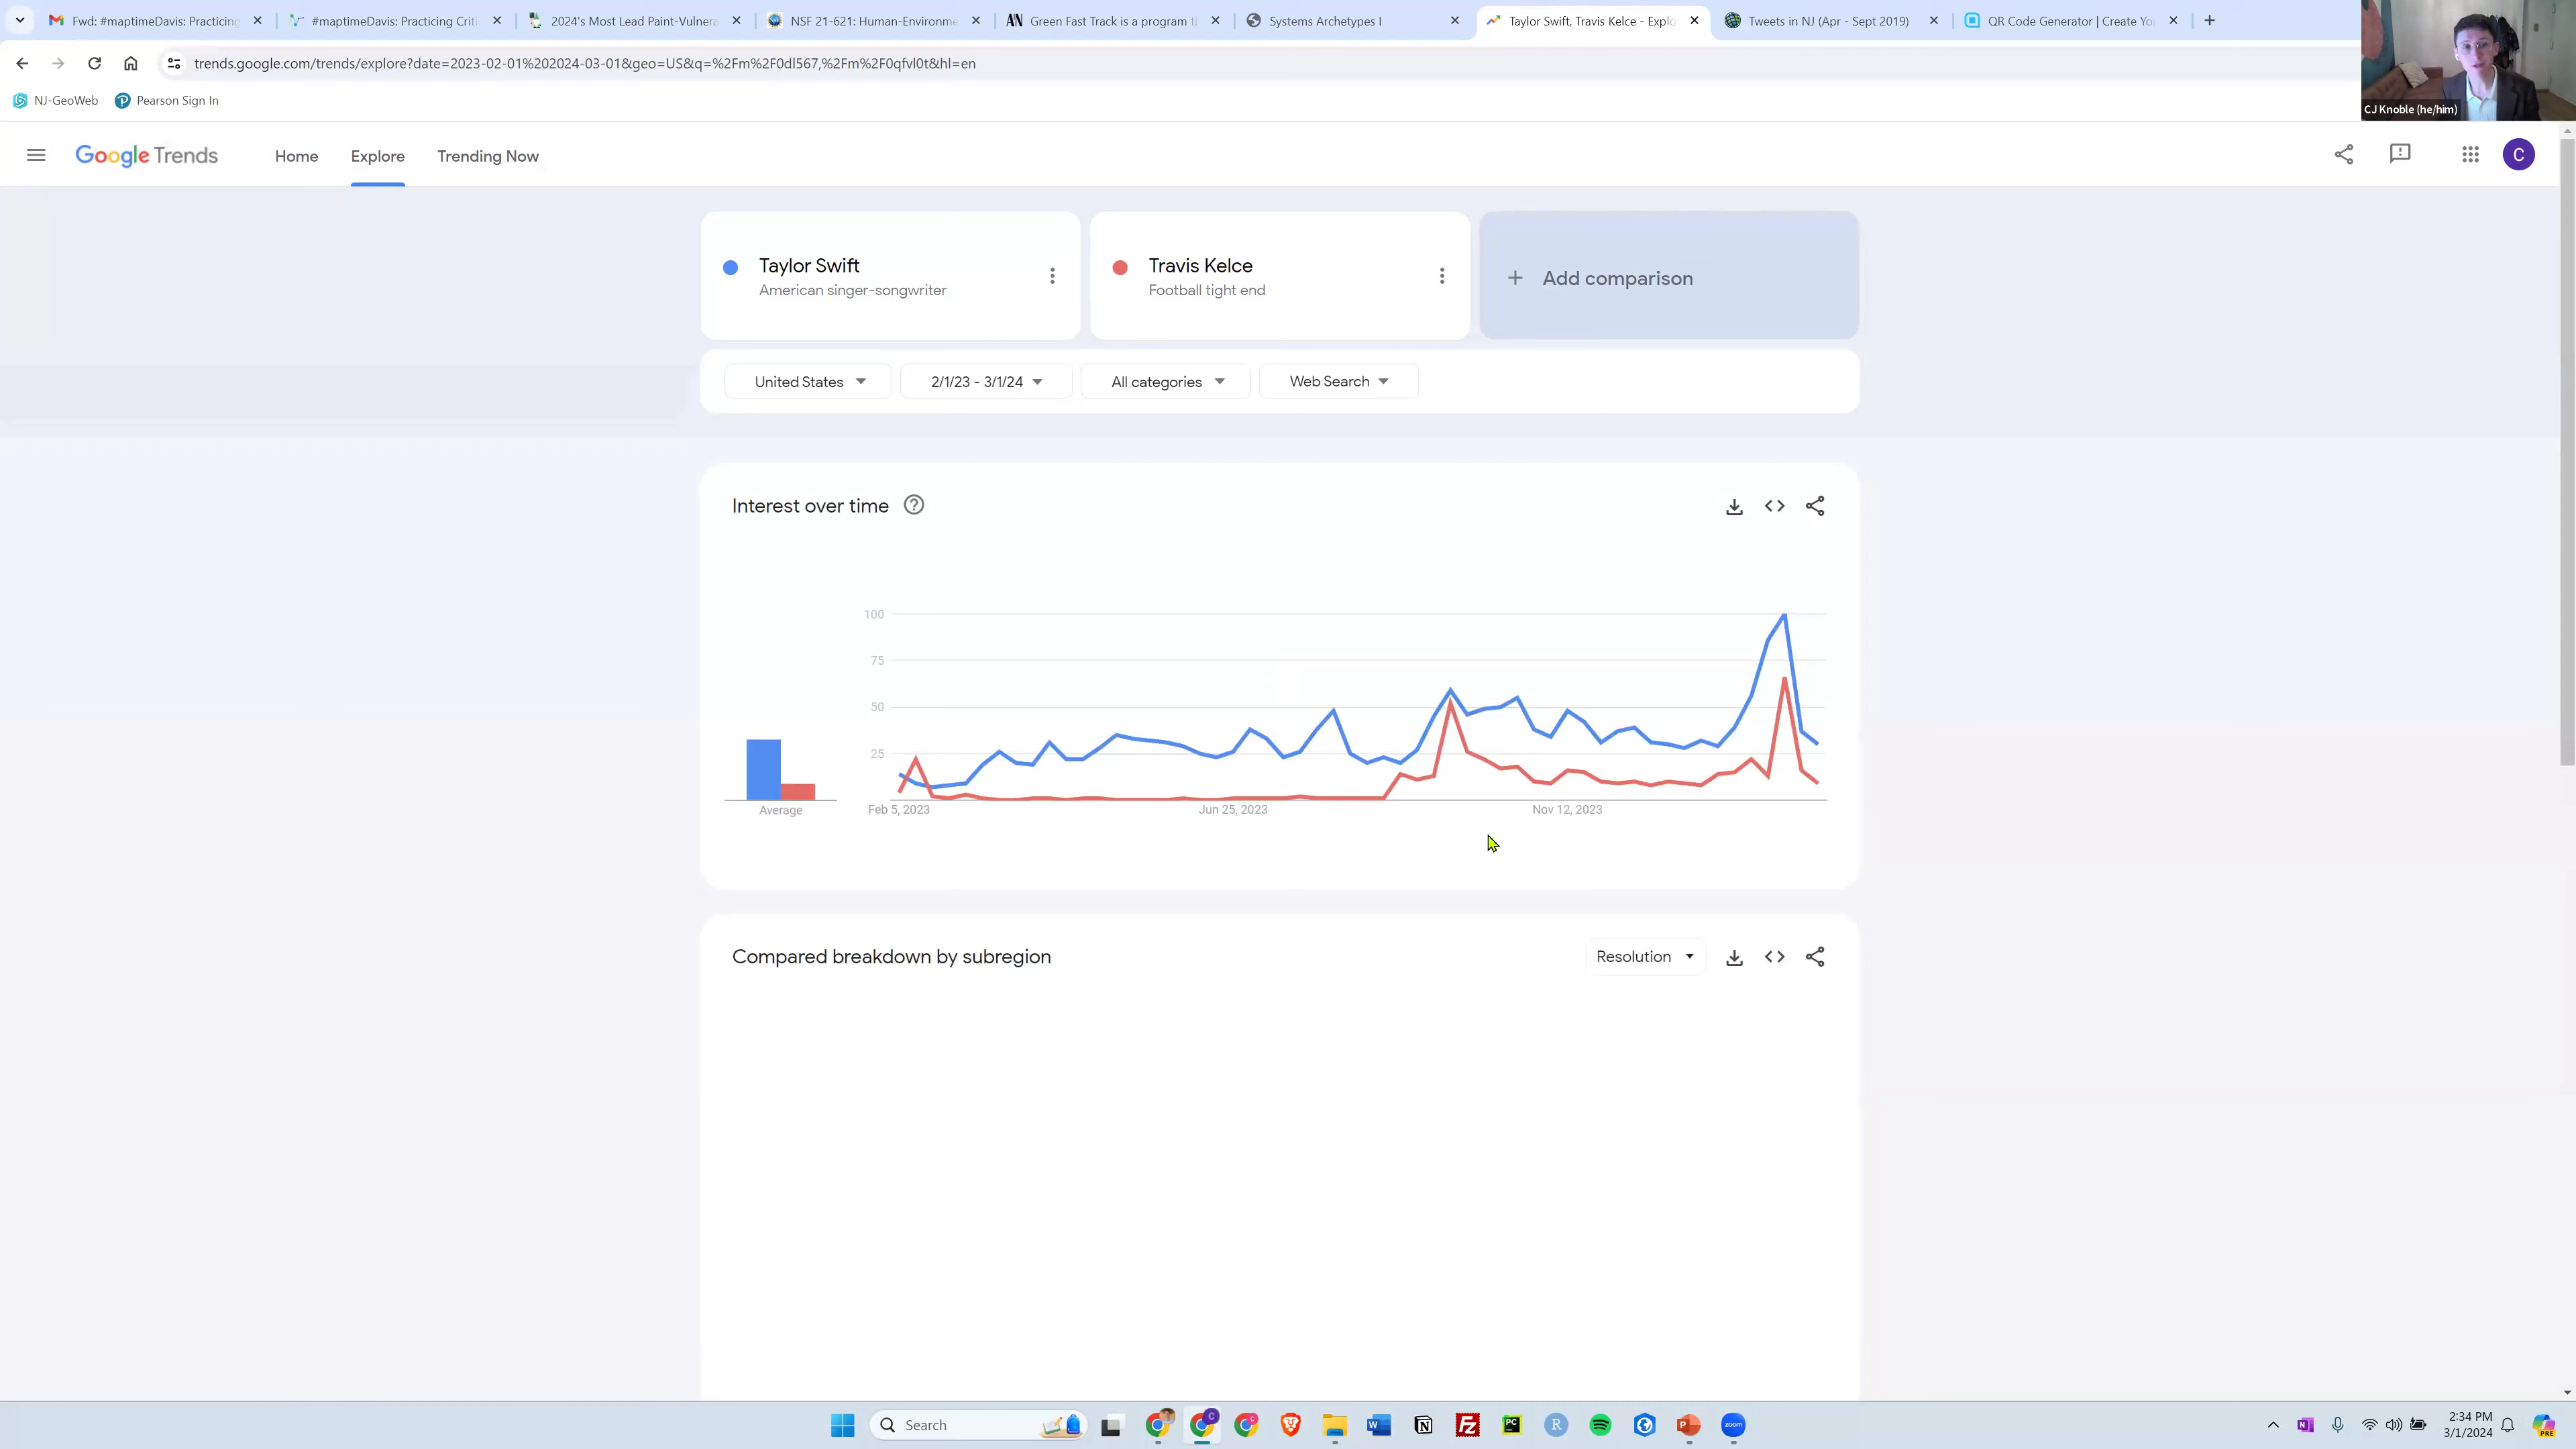 Fwd: #maptimeDavis: Practicing
#maptimeDavis: Practicing Criti
2024's Most Lead Paint-Vulnera
NSF 21-621: Human-Environme
Green Fast Track is a program t
Systems Archetypes I
Taylor Swift, Travis Kelce - Explo
Tweets in NJ (Apr - Sept 2019)
QR Code Generator | Create Yo
trends.google.com/trends/explore?date=2023-02-01%202024-03-01&geo=US&q=%2Fm%2F0dl567,%2Fm%2F0qfvl0t&hl=en
NJ-GeoWeb
Pearson Sign In
CJ Knoble (he/him)
Google Trends
Home
Explore
Trending Now
C
Taylor Swift
American singer-songwriter
Travis Kelce
Football tight end
+ Add comparison
United States
2/1/23 - 3/1/24
All categories
Web Search
Interest over time
100
75
50
25
Average
Feb 5, 2023
Jun 25, 2023
Nov 12, 2023
Compared breakdown by subregion
Resolution
Search
zoom
2:34 PM
3/1/2024
PRE